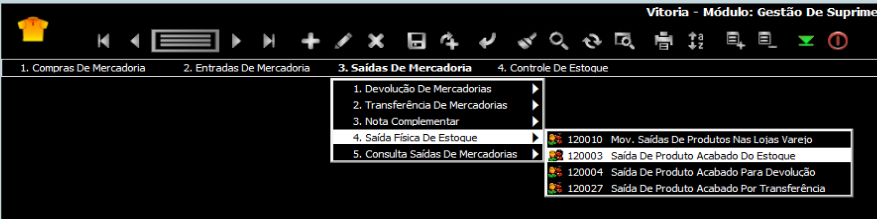 Vitoria - Módulo: Gestão De Suprime
1. Compras De Mercadoria 2. Entradas De Mercadoria 3. Saídas De Mercadoria 4. Controle De Estoque
1. Devolução De Mercadorias
2. Transferência De Mercadorias
3. Nota Complementar
4. Saída Física De Estoque
5. Consulta Saídas De Mercadorias
120010 Mov. Saídas De Produtos Nas Lojas Varejo
120003 Saída De Produto Acabado Do Estoque
120004 Saída De Produto Acabado Para Devolução
120027 Saída De Produto Acabado Por Transferência